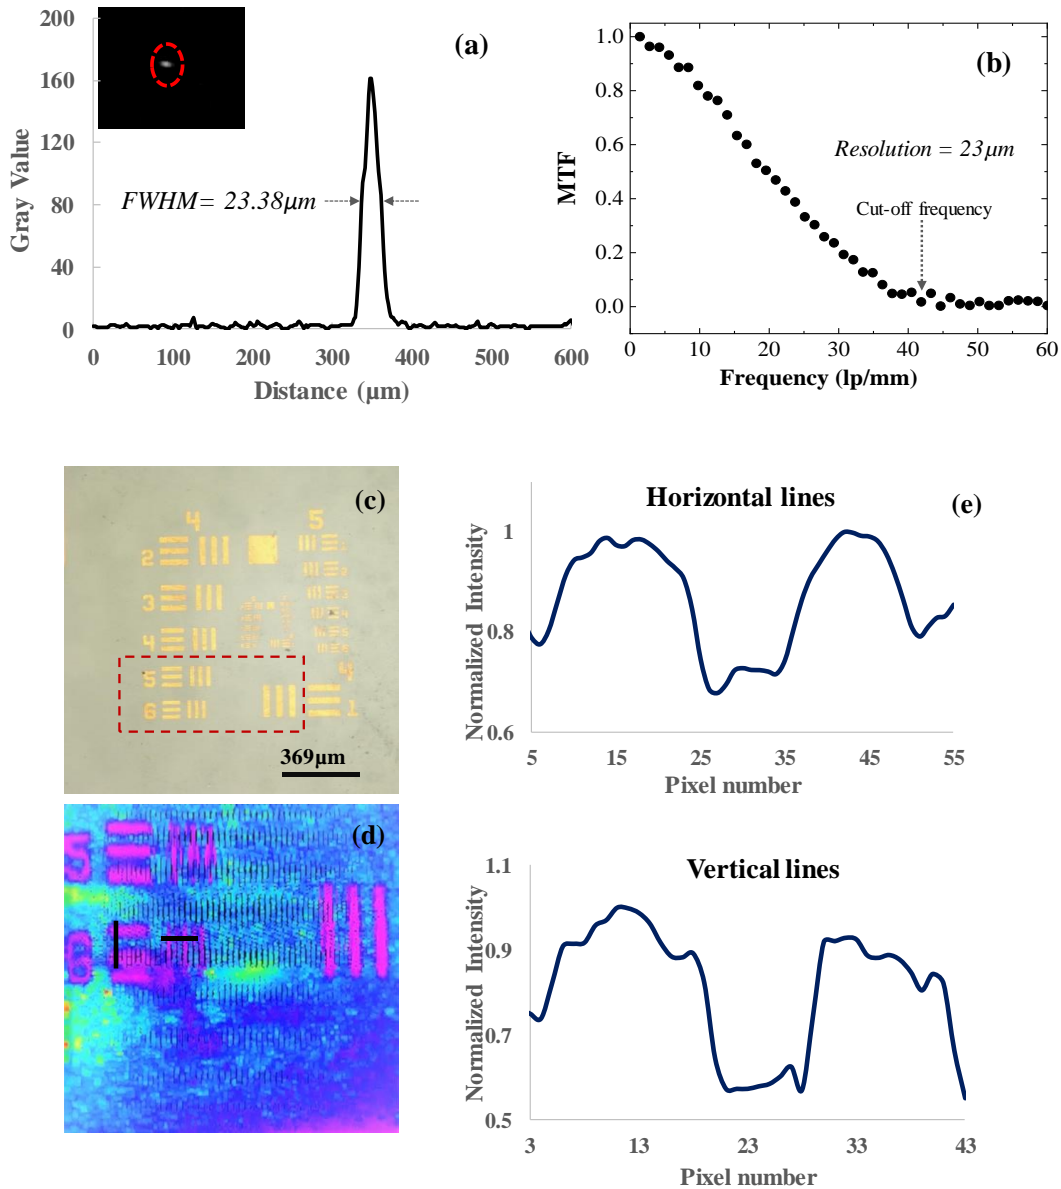 200
160
120
80
40
0
Gray Value
(a)
FWHM= 23.38µm
0 100 200 300 400 500 600
Distance (µm)
1.0
0.8
0.6
0.4
0.2
0.0
MTF
(b)
Resolution = 23µm
Cut-off frequency
0 10 20 30 40 50 60
Frequency (lp/mm)
(c)
4 5
2
3
4
5
6
4
1
369µm
(d)
5
6
Horizontal lines
(e)
1
0.8
0.6
Normalized Intensity
5 15 25 35 45 55
Pixel number
Vertical lines
1.1
0.9
0.7
0.5
Normalized Intensity
3 13 23 33 43
Pixel number